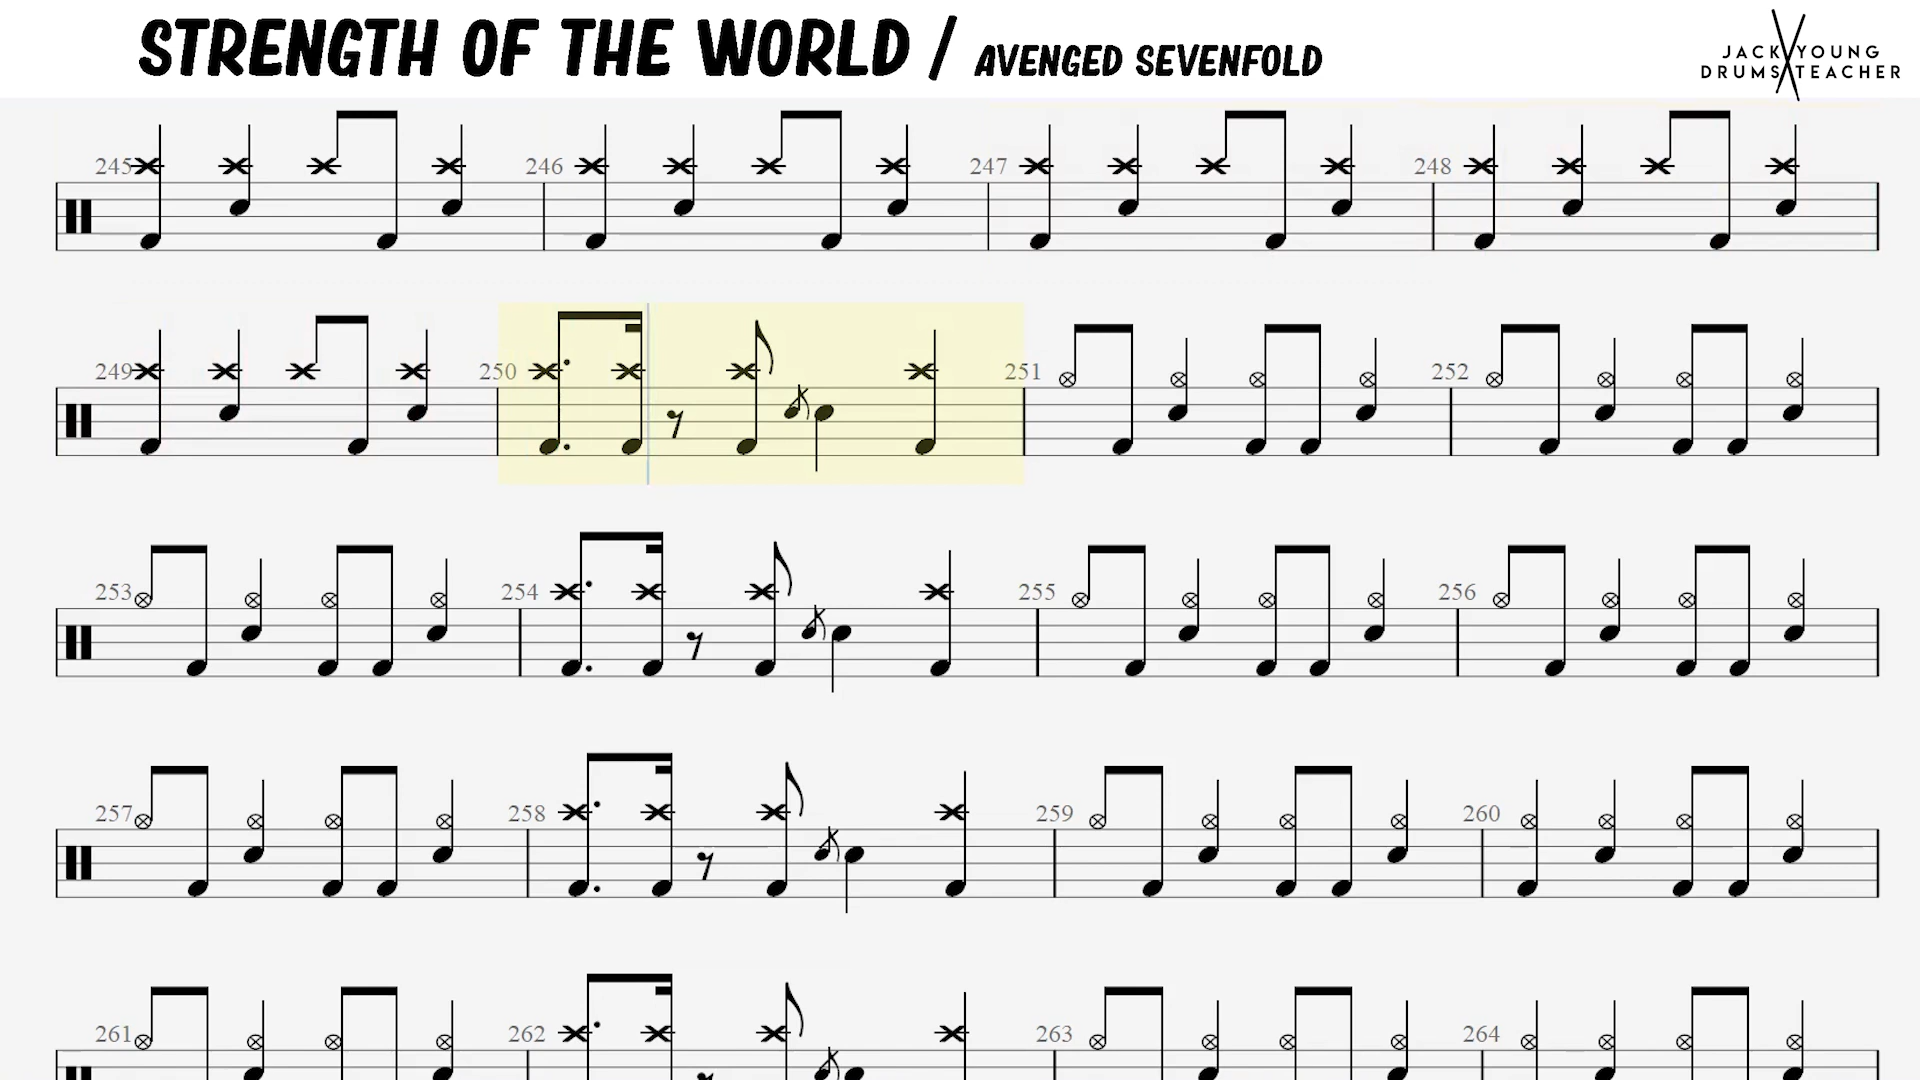 STRENGTH OF THE WORLD / AVENGED SEVENFOLD
JACK YOUNG
DRUMS TEACHER
245 246 247 248
249 250 251 252
253 254 255 256
257 258 259 260
261 262 263 264